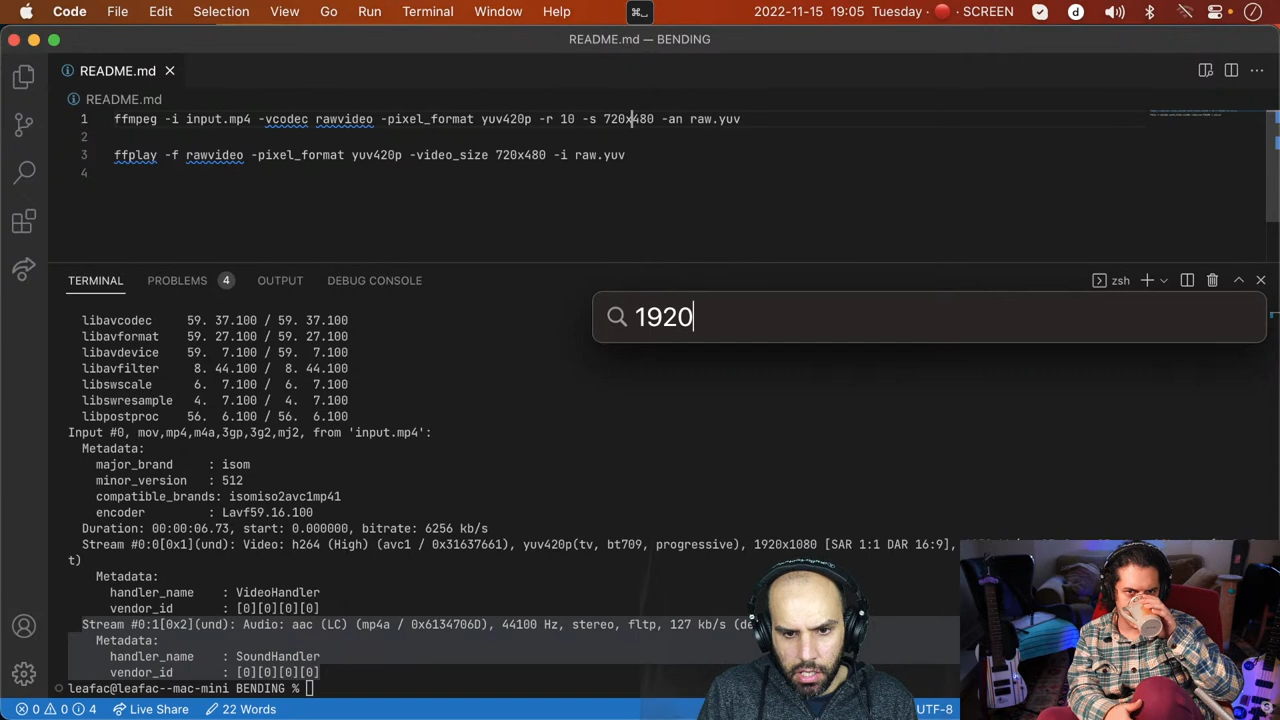 Code File Edit Selection View Go Run Terminal Window Help 2022-11-15 19:05 Tuesday SCREEN
README.md — BENDING
README.md
README.md
1 ffmpeg -i input.mp4 -vcodec rawvideo -pixel_format yuv420p -r 10 -s 720x480 -an raw.yuv
2
3 ffplay -f rawvideo -pixel_format yuv420p -video_size 720x480 -i raw.yuv
4
TERMINAL PROBLEMS 4 OUTPUT DEBUG CONSOLE zsh
1920
libavcodec 59. 37.100 / 59. 37.100
libavformat 59. 27.100 / 59. 27.100
libavdevice 59. 7.100 / 59. 7.100
libavfilter 8. 44.100 / 8. 44.100
libswscale 6. 7.100 / 6. 7.100
libswresample 4. 7.100 / 4. 7.100
libpostproc 56. 6.100 / 56. 6.100
Input #0, mov,mp4,m4a,3gp,3g2,mj2, from 'input.mp4':
Metadata:
major_brand : isom
minor_version : 512
compatible_brands: isomiso2avc1mp41
encoder : Lavf59.16.100
Duration: 00:00:06.73, start: 0.000000, bitrate: 6256 kb/s
Stream #0:0[0x1](und): Video: h264 (High) (avc1 / 0x31637661), yuv420p(tv, bt709, progressive), 1920x1080 [SAR 1:1 DAR 16:9],
t)
Metadata:
handler_name : VideoHandler
vendor_id : [0][0][0][0]
Stream #0:1[0x2](und): Audio: aac (LC) (mp4a / 0x6134706D), 44100 Hz, stereo, fltp, 127 kb/s (de
Metadata:
handler_name : SoundHandler
vendor_id : [0][0][0][0]
leafac@leafac--mac-mini BENDING %
0 0 4 Live Share 22 Words UTF-8